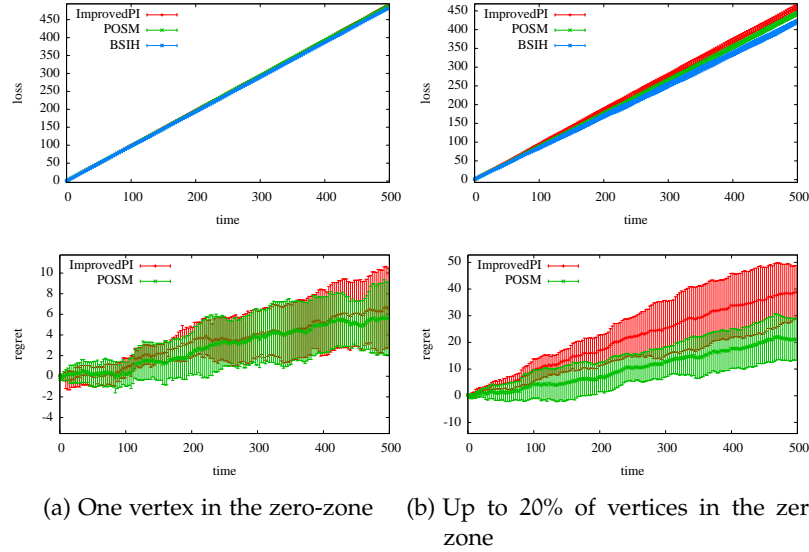 ImprovedPI
POSM
BSIH
450
400
350
300
250
200
150
100
50
0
loss
0 100 200 300 400 500
time
ImprovedPI
POSM
BSIH
450
400
350
300
250
200
150
100
50
0
loss
0 100 200 300 400 500
time
ImprovedPI
POSM
10
8
6
4
2
0
-2
-4
regret
0 100 200 300 400 500
time
ImprovedPI
POSM
50
40
30
20
10
0
-10
regret
0 100 200 300 400 500
time
(a) One vertex in the zero-zone
(b) Up to 20% of vertices in the zer
zone